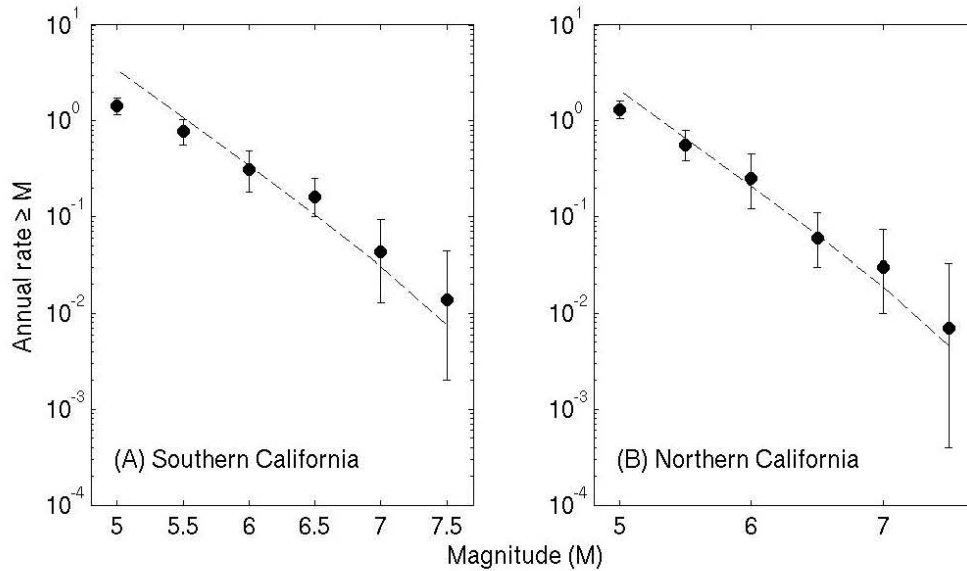 10^1
10^0
10^-1
10^-2
10^-3
10^-4
Annual rate ≥ M
(A) Southern California
5 5.5 6 6.5 7 7.5
10^1
10^0
10^-1
10^-2
10^-3
10^-4
(B) Northern California
5 6 7
Magnitude (M)